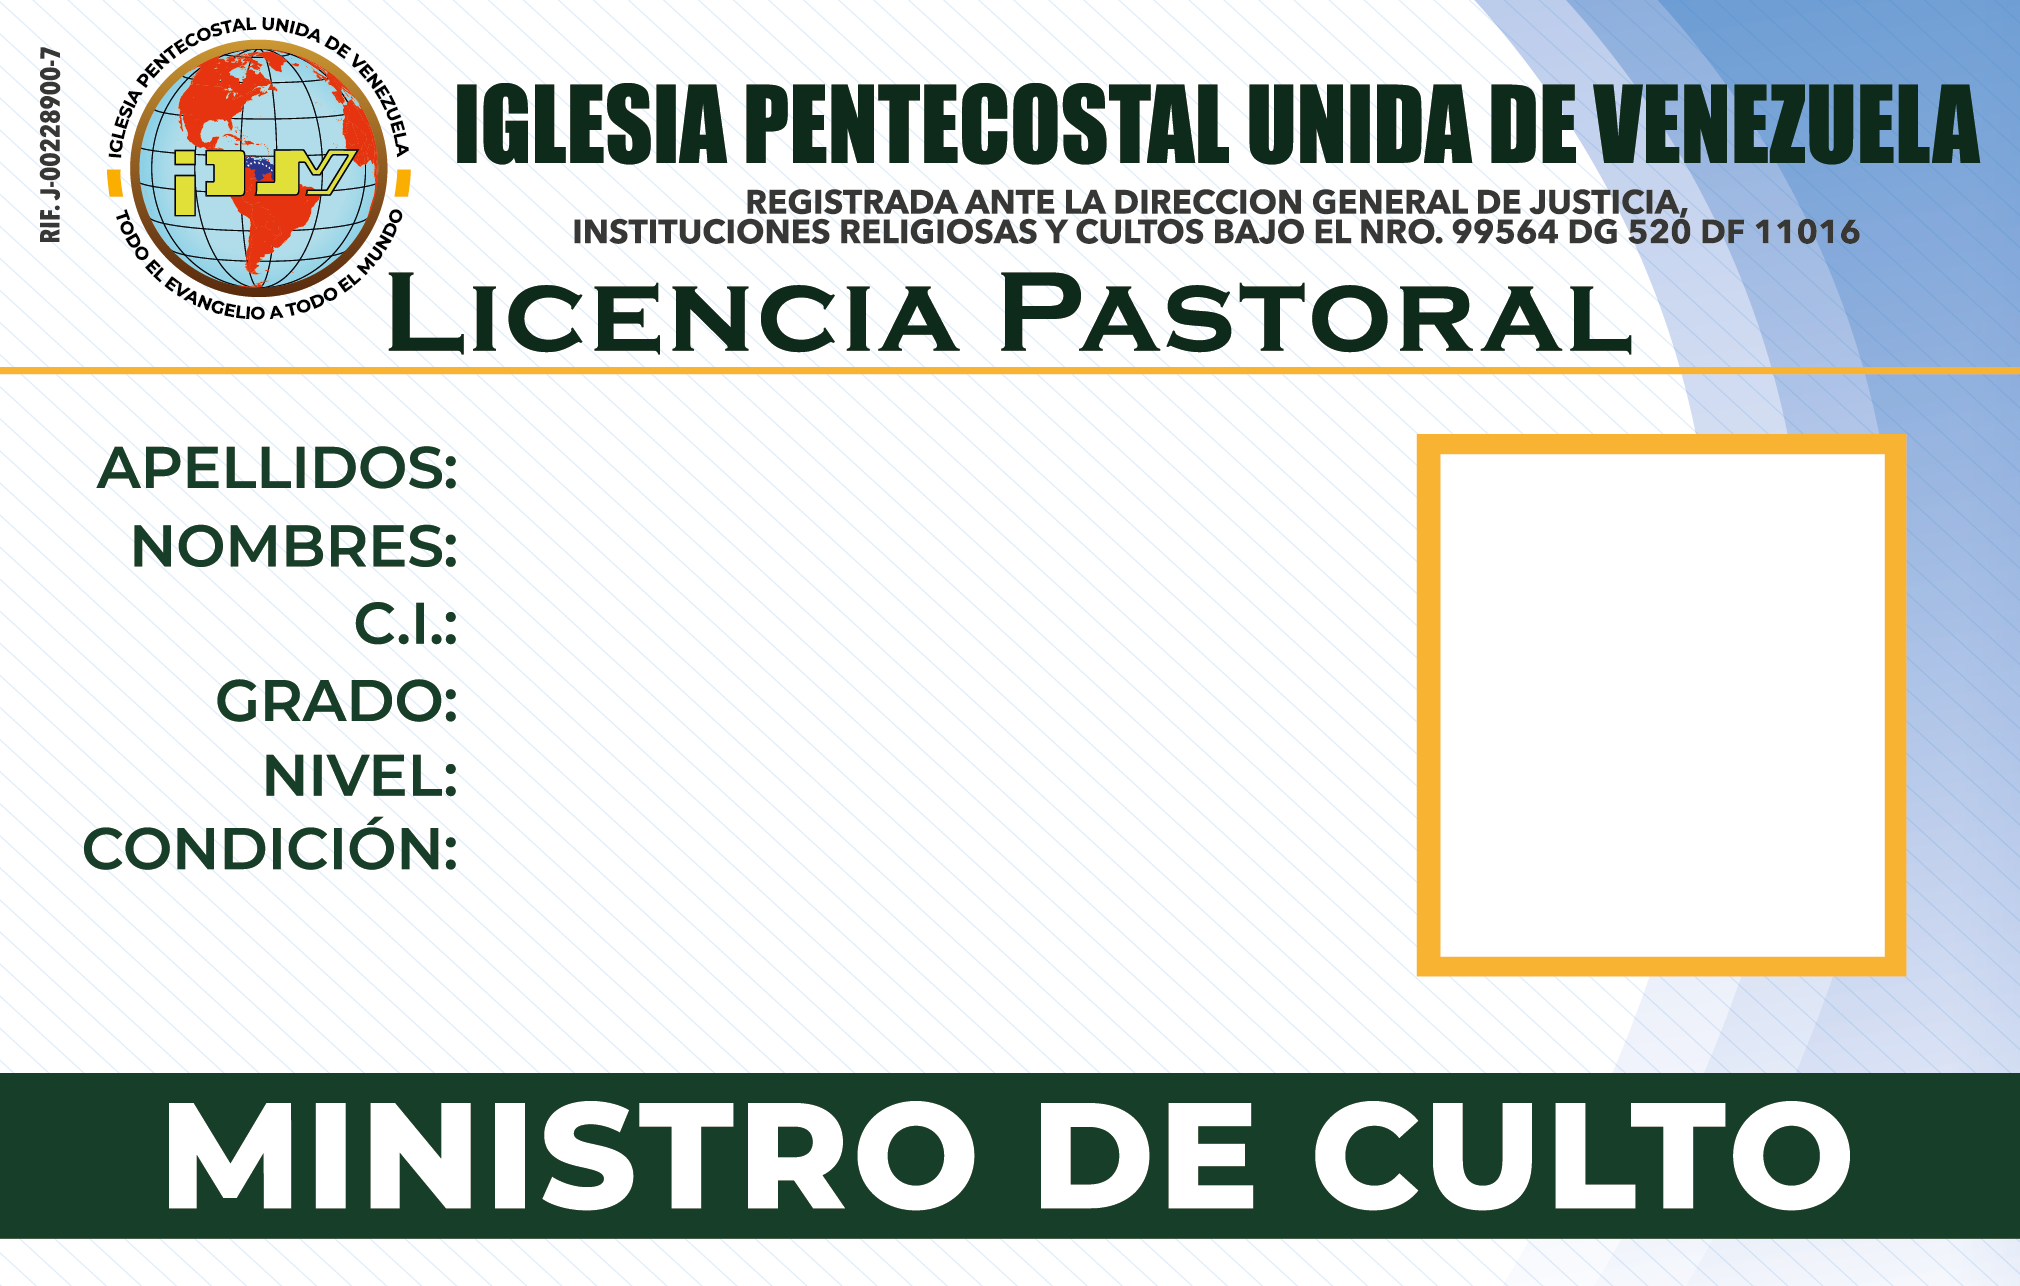 RIF. J-00228900-7
IGLESIA PENTECOSTAL UNIDA DE VENEZUELA
ipuv
TODO EL EVANGELIO A TODO EL MUNDO
IGLESIA PENTECOSTAL UNIDA DE VENEZUELA
REGISTRADA ANTE LA DIRECCION GENERAL DE JUSTICIA,
INSTITUCIONES RELIGIOSAS Y CULTOS BAJO EL NRO. 99564 DG 520 DF 11016
LICENCIA PASTORAL
APELLIDOS:
NOMBRES:
C.I.:
GRADO:
NIVEL:
CONDICIÓN:
MINISTRO DE CULTO